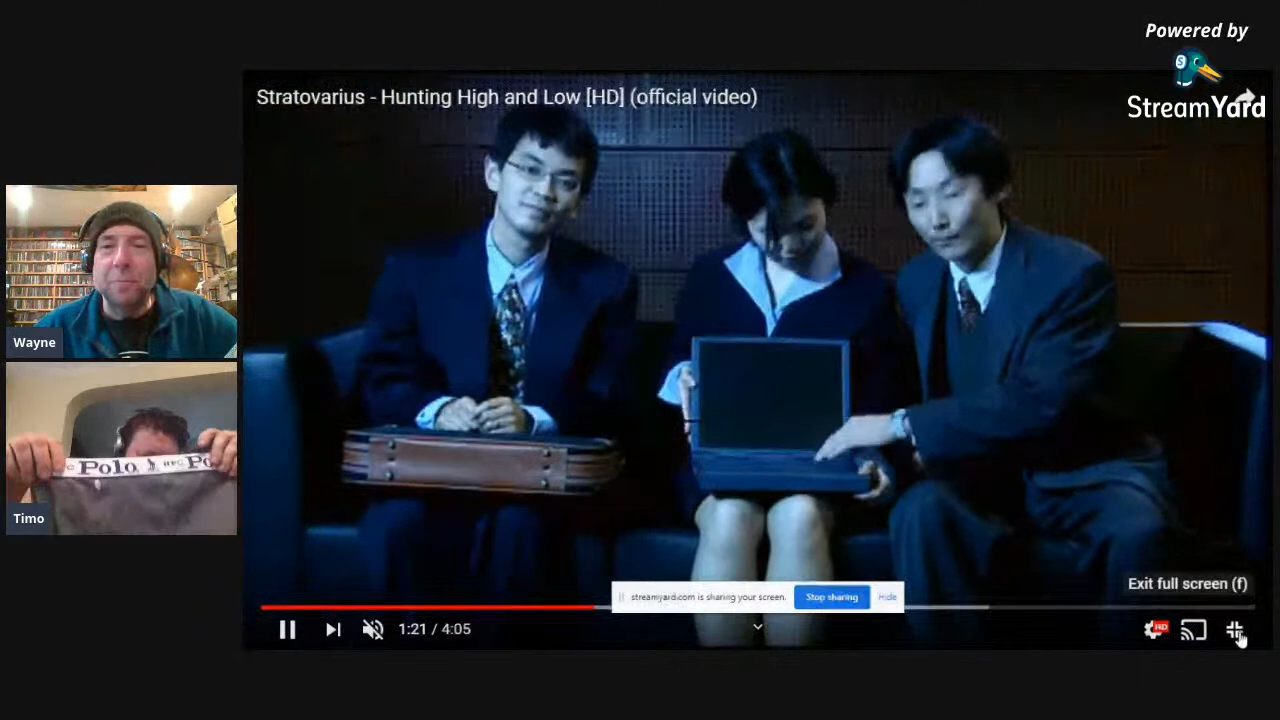 Powered by
StreamYard
Stratovarius - Hunting High and Low [HD] (official video)
Wayne
Polo
Timo
Exit full screen (f)
streamyard.com is sharing your screen.
Stop sharing
Hide
1:21 / 4:05
HD